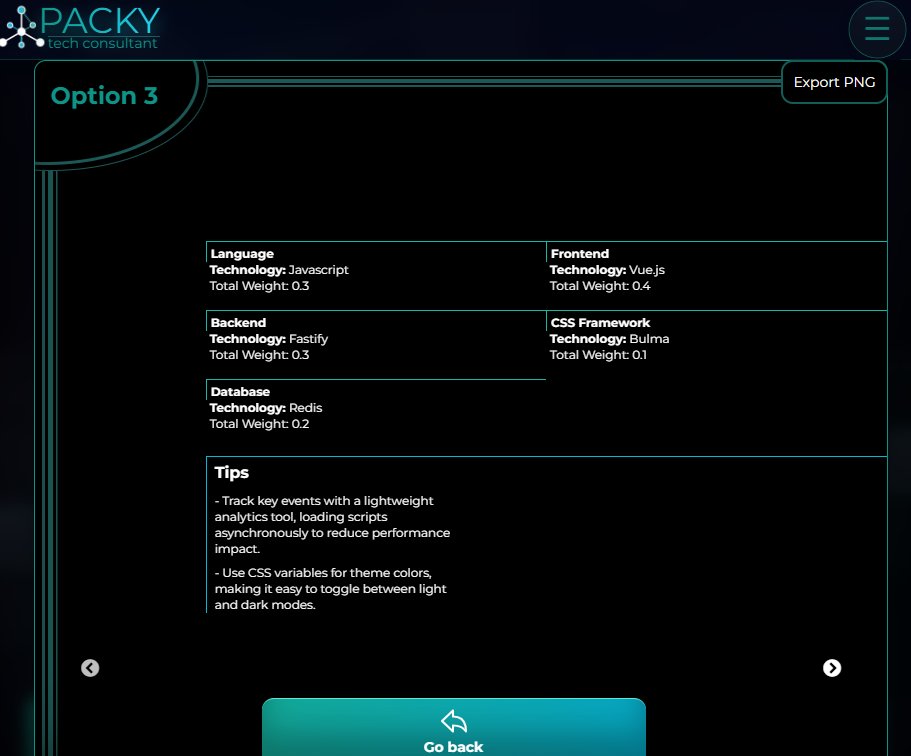 PACKY
tech consultant
Option 3
Export PNG
Language
Technology: Javascript
Total Weight: 0.3
Frontend
Technology: Vue.js
Total Weight: 0.4
Backend
Technology: Fastify
Total Weight: 0.3
CSS Framework
Technology: Bulma
Total Weight: 0.1
Database
Technology: Redis
Total Weight: 0.2
Tips
- Track key events with a lightweight
analytics tool, loading scripts
asynchronously to reduce performance
impact.
- Use CSS variables for theme colors,
making it easy to toggle between light
and dark modes.
Go back